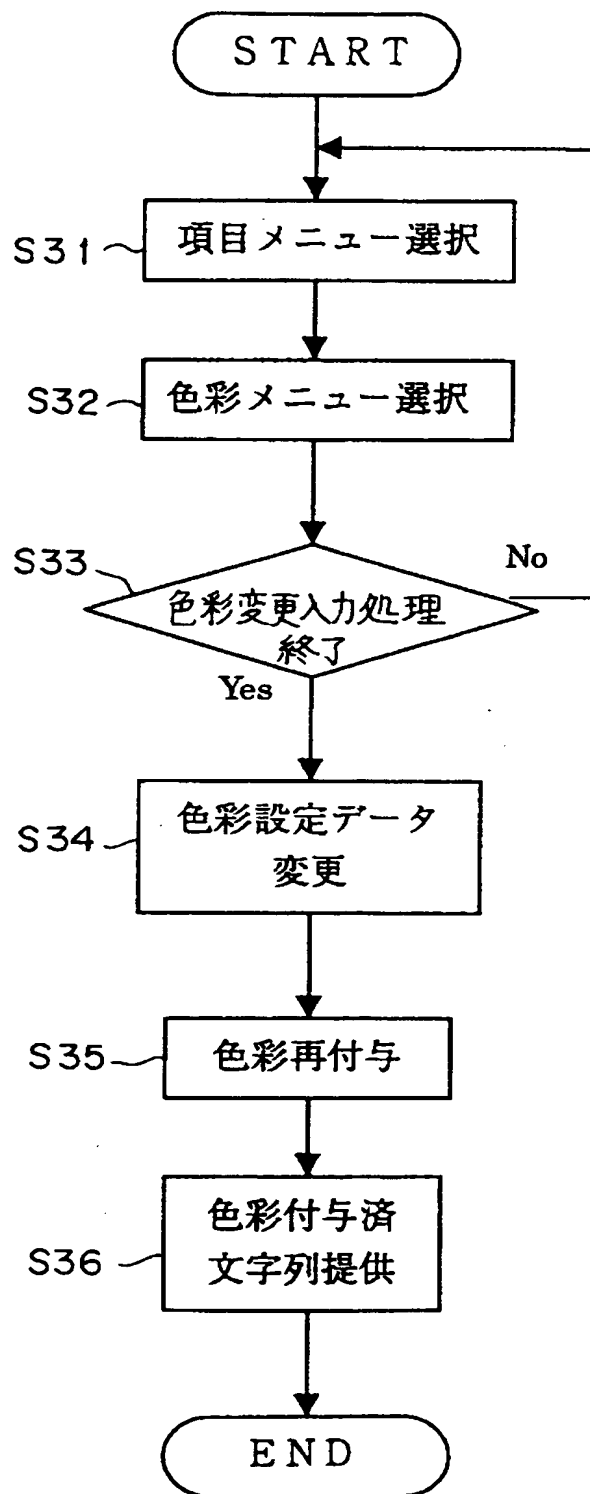 START
S31
項目メニュー選択
S32
色彩メニュー選択
S33
No
色彩変更入力処理
終了
Yes
S34
色彩設定データ
変更
S35
色彩再付与
S36
色彩付与済
文字列提供
END